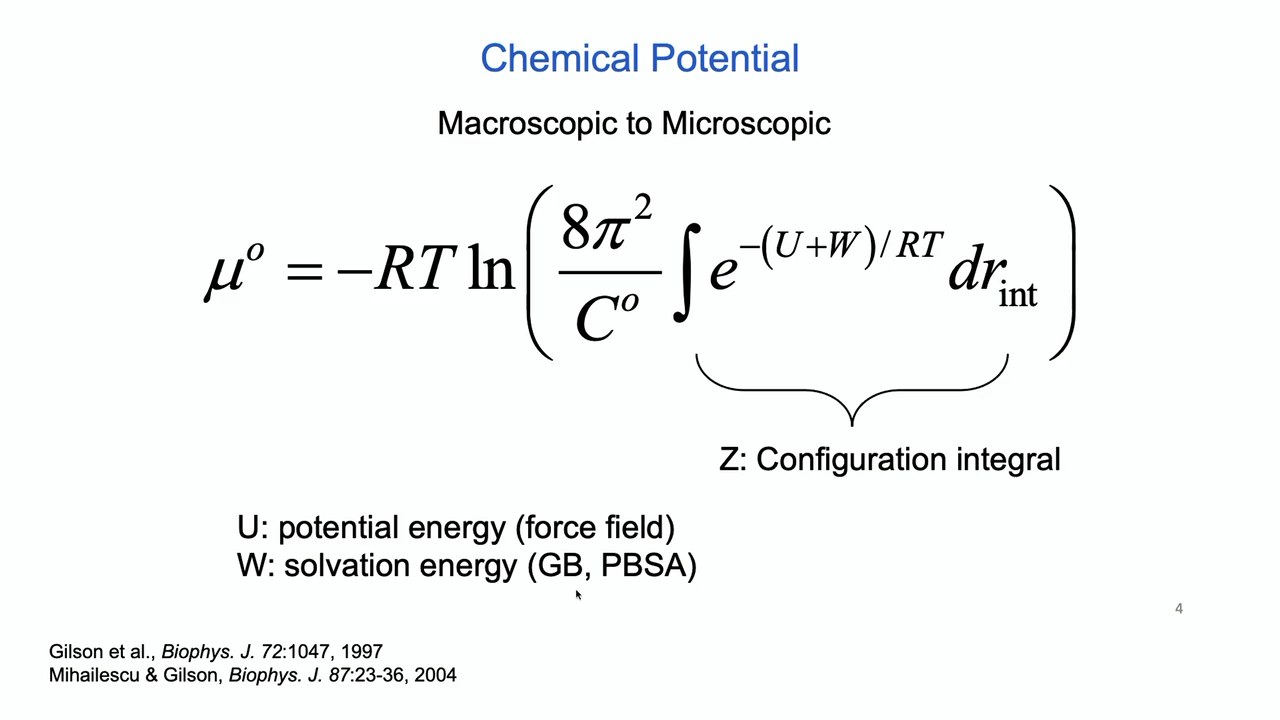 Chemical Potential
Macroscopic to Microscopic
μ° = −RT ln( 8π² / C° ∫ e^−(U+W)/RT dr_int )
Z: Configuration integral
U: potential energy (force field)
W: solvation energy (GB, PBSA)
4
Gilson et al., Biophys. J. 72:1047, 1997
Mihailescu & Gilson, Biophys. J. 87:23-36, 2004